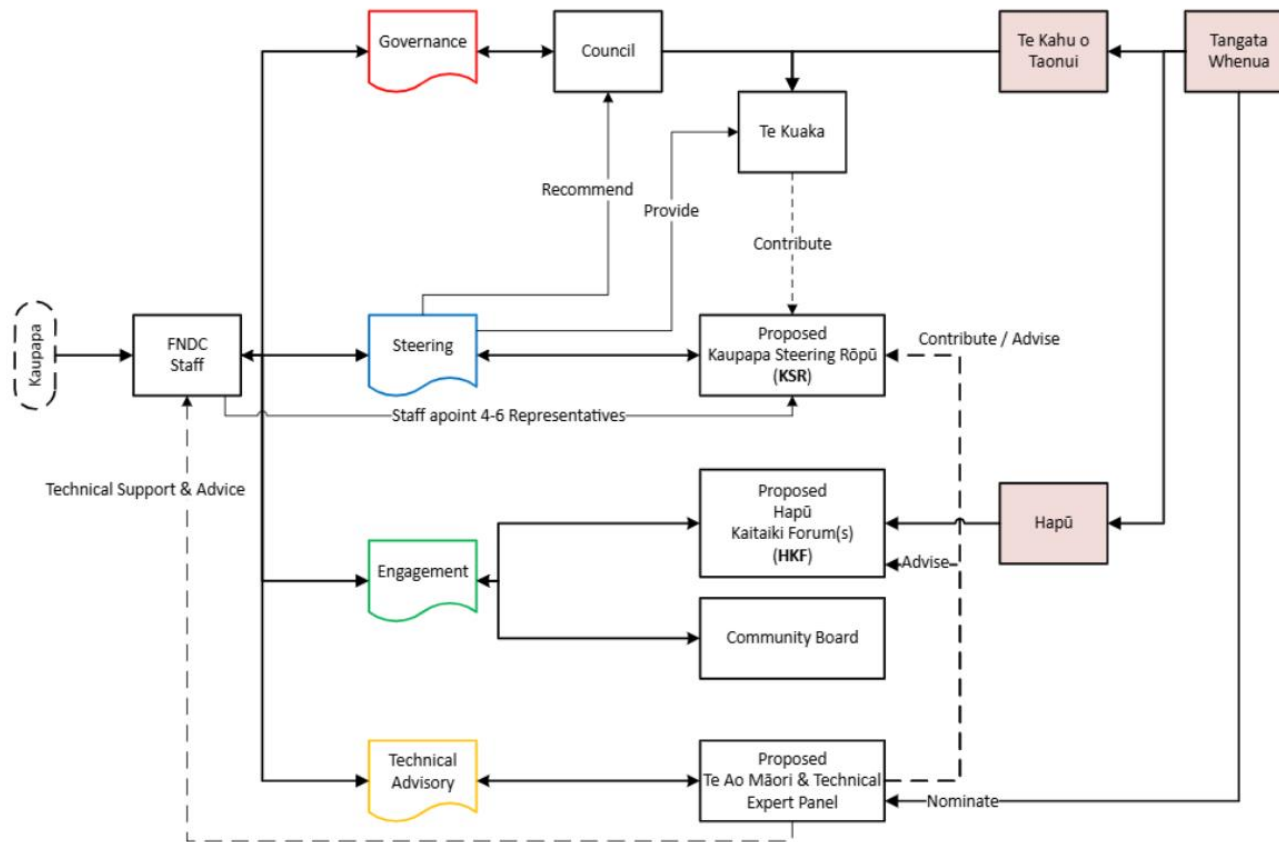 Governance
Council
Te Kahu o
Taonui
Tangata
Whenua
Te Kuaka
Recommend
Provide
Contribute
Kaupapa
FNDC
Staff
Steering
Proposed
Kaupapa Steering Rōpū
(KSR)
Contribute / Advise
Staff apoint 4-6 Representatives
Technical Support & Advice
Proposed
Hapū
Kaitaiki Forum(s)
(HKF)
Hapū
Engagement
Advise
Community Board
Technical
Advisory
Proposed
Te Ao Māori & Technical
Expert Panel
Nominate